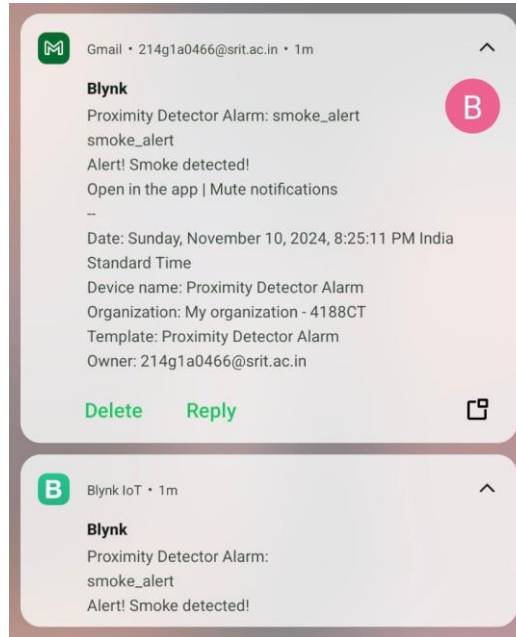 Gmail • 214g1a0466@srit.ac.in • 1m
Blynk
B
Proximity Detector Alarm: smoke_alert
smoke_alert
Alert! Smoke detected!
Open in the app | Mute notifications
--
Date: Sunday, November 10, 2024, 8:25:11 PM India
Standard Time
Device name: Proximity Detector Alarm
Organization: My organization - 4188CT
Template: Proximity Detector Alarm
Owner: 214g1a0466@srit.ac.in
Delete Reply
B Blynk IoT • 1m
Blynk
Proximity Detector Alarm:
smoke_alert
Alert! Smoke detected!